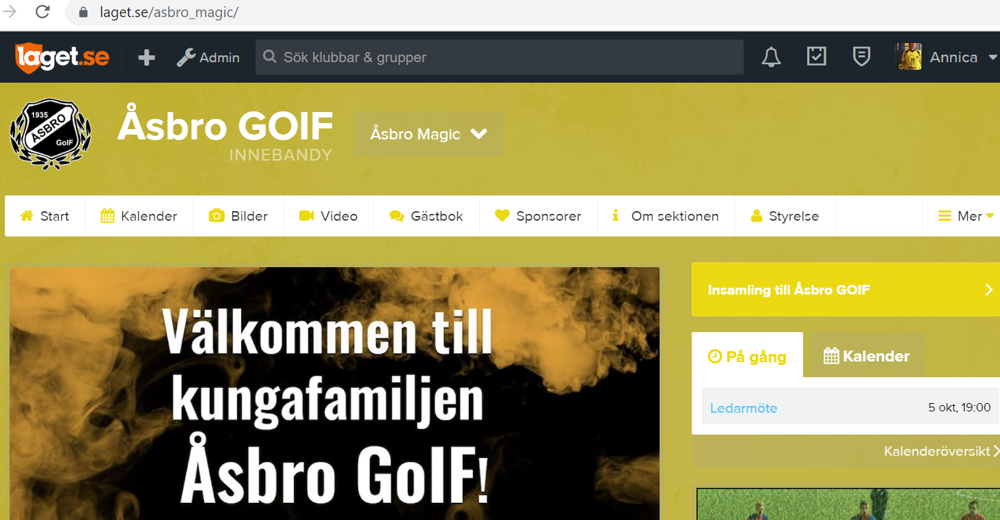 laget.se/asbro_magic/
laget.se
Admin
Sök klubbar & grupper
Annica
1935
ÅSBRO
GoIF
Åsbro GOIF
INNEBANDY
Åsbro Magic
Start
Kalender
Bilder
Video
Gästbok
Sponsorer
Om sektionen
Styrelse
Mer
Välkommen till
kungafamiljen
Åsbro GoIF!
Insamling till Åsbro GOIF
På gång
Kalender
Ledarmöte
5 okt, 19:00
Kalenderöversikt